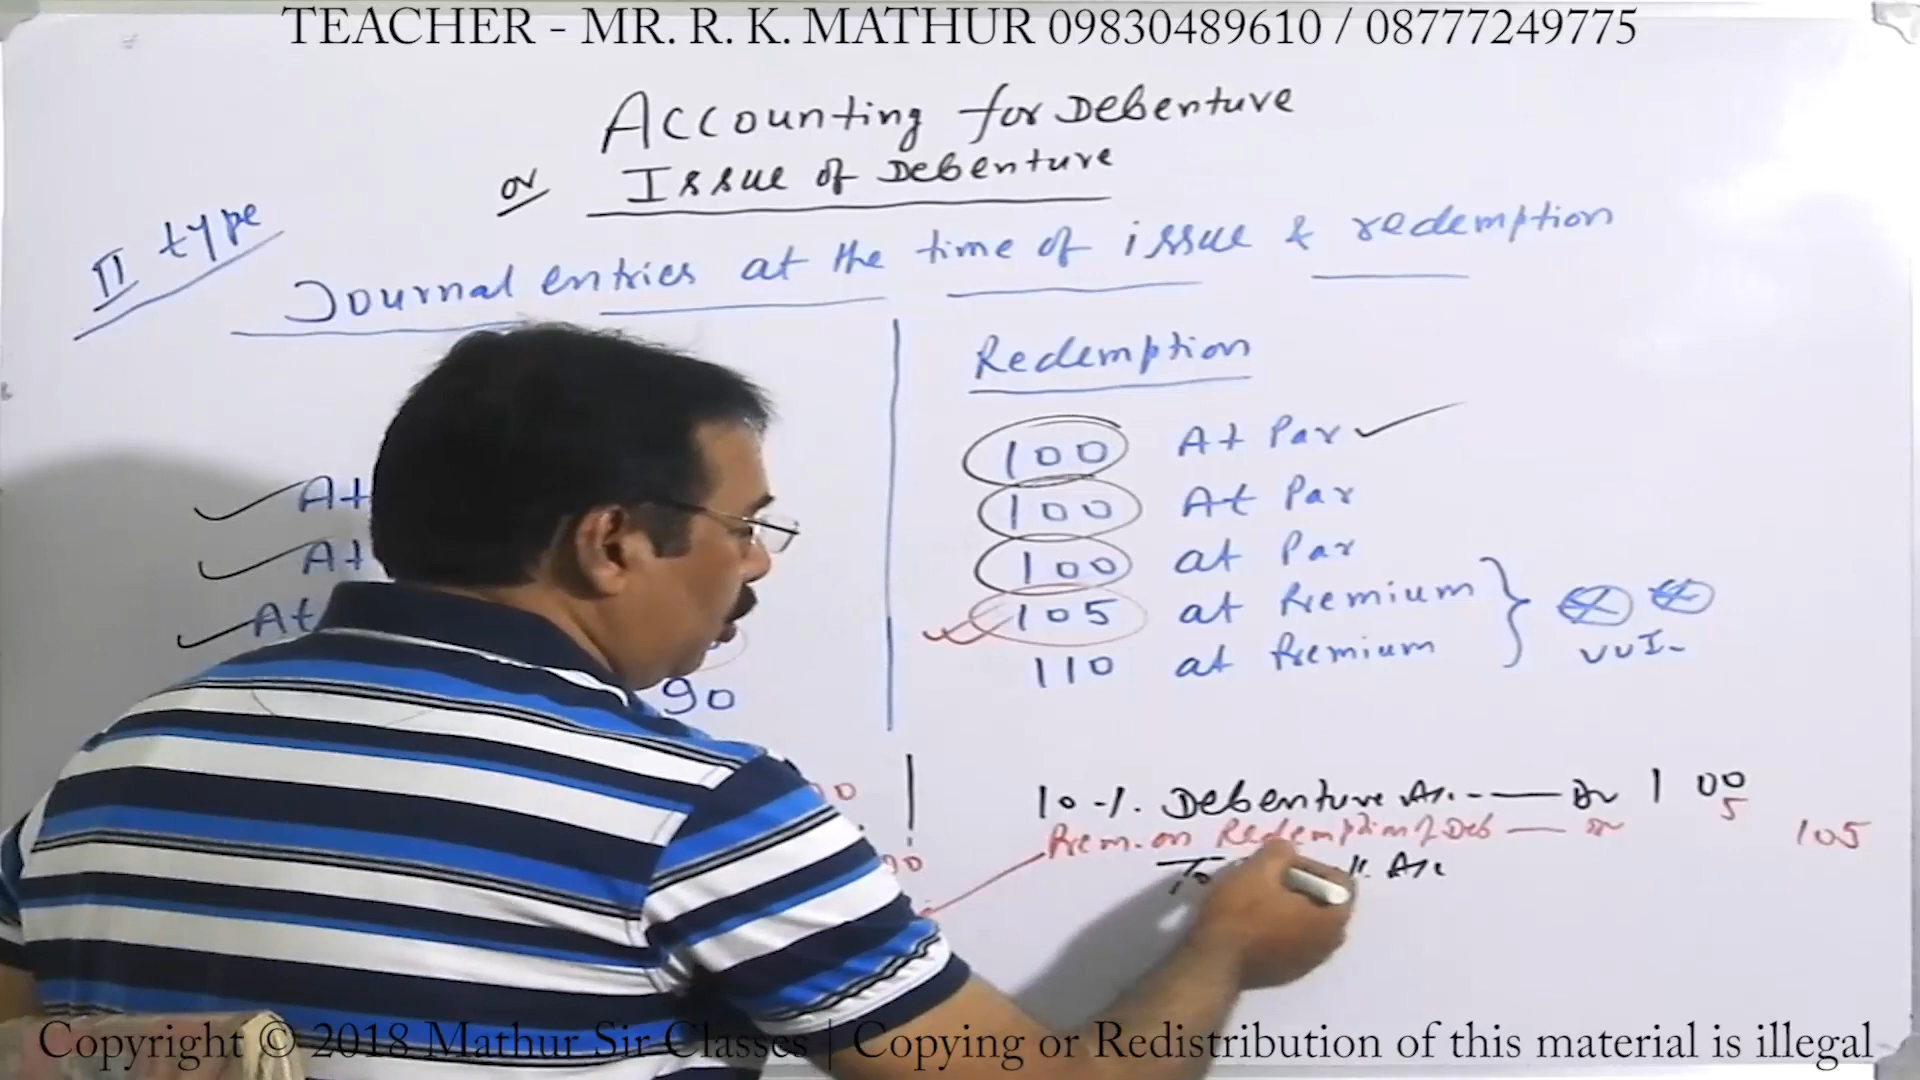 TEACHER - MR. R. K. MATHUR 09830489610 / 08777249775
Accounting for Debenture
or Issue of Debenture
II type
Journal entries at the time of issue & redemption
Redemption
At
100 At Par
At
100 At Par
At
100 at Par
105 at Premium
90
110 at Premium
vvI-
10-/. Debenture A/c. Dr 100
Prem. on Redemption of Deb Dr 5
105
To A/c
Copyright © 2018 Mathur Sir Classes | Copying or Redistribution of this material is illegal